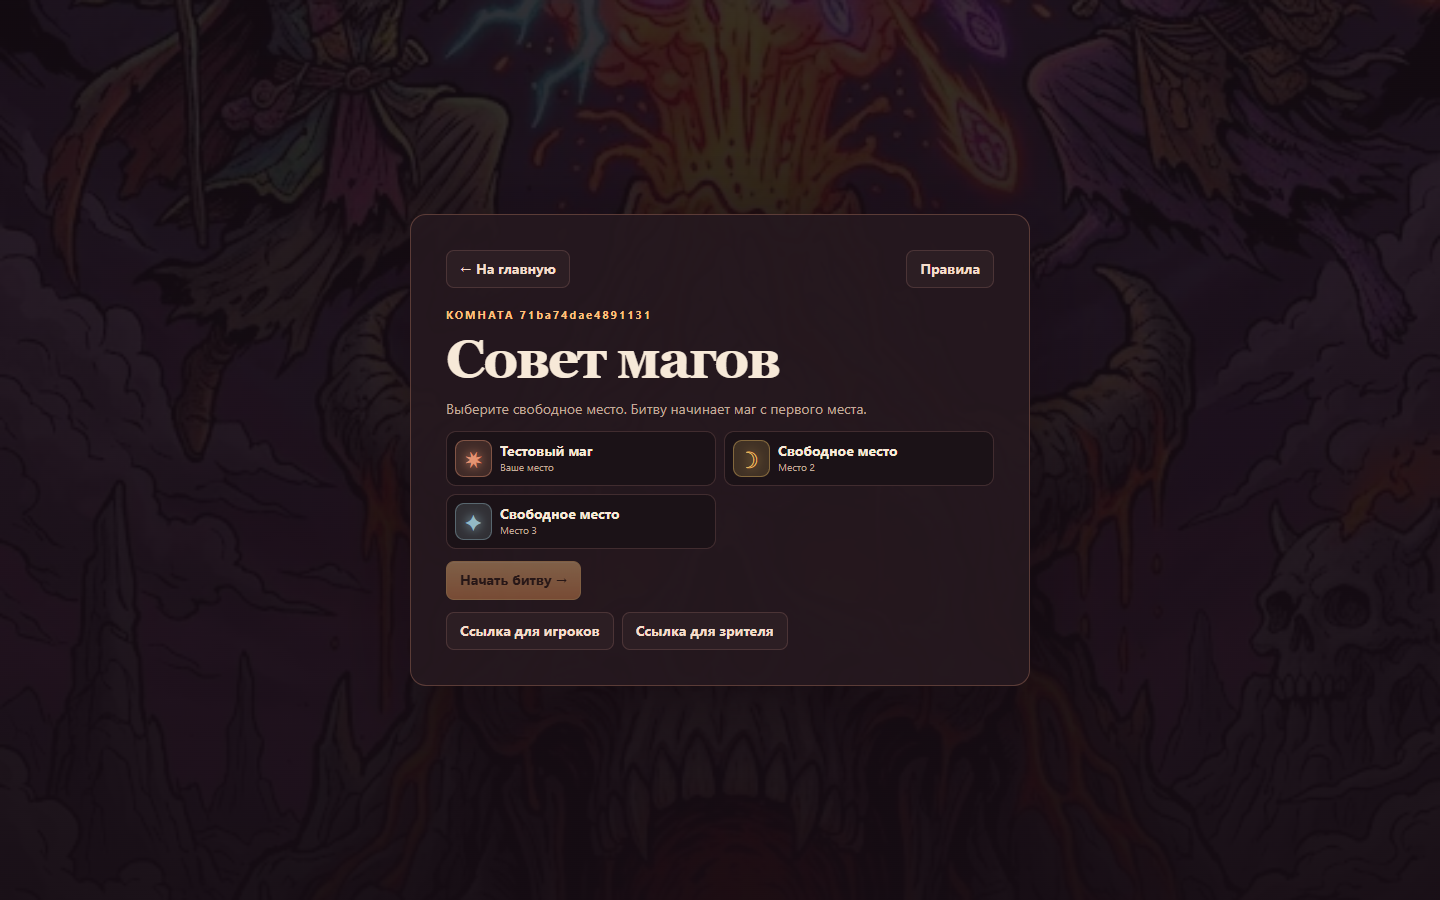 ← На главную
Правила
КОМНАТА 71ba74dae4891131
Совет магов
Выберите свободное место. Битву начинает маг с первого места.
Тестовый маг
Ваше место
Свободное место
Место 2
Свободное место
Место 3
Начать битву →
Ссылка для игроков
Ссылка для зрителя